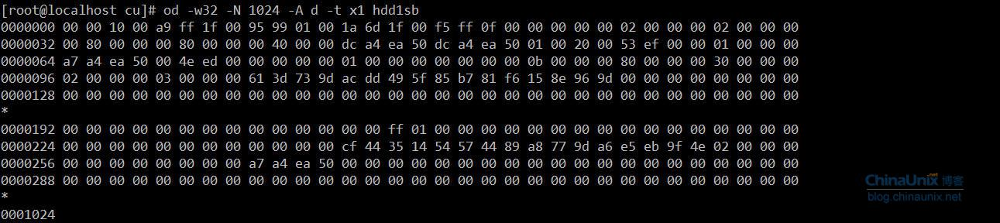 [root@localhost cu]# od -w32 -N 1024 -A d -t x1 hdd1sb
0000000 00 00 10 00 a9 ff 1f 00 95 99 01 00 1a 6d 1f 00 f5 ff 0f 00 00 00 00 00 02 00 00 00 02 00 00 00
0000032 00 80 00 00 00 80 00 00 00 40 00 00 dc a4 ea 50 dc a4 ea 50 01 00 20 00 53 ef 00 00 01 00 00 00
0000064 a7 a4 ea 50 00 4e ed 00 00 00 00 00 01 00 00 00 00 00 00 00 0b 00 00 00 80 00 00 00 30 00 00 00
0000096 02 00 00 00 03 00 00 00 61 3d 73 9d ac dd 49 5f 85 b7 81 f6 15 8e 96 9d 00 00 00 00 00 00 00 00
0000128 00 00 00 00 00 00 00 00 00 00 00 00 00 00 00 00 00 00 00 00 00 00 00 00 00 00 00 00 00 00 00 00
*
0000192 00 00 00 00 00 00 00 00 00 00 00 00 00 00 ff 01 00 00 00 00 00 00 00 00 00 00 00 00 00 00 00 00
0000224 00 00 00 00 00 00 00 00 00 00 00 00 cf 44 35 14 54 57 44 89 a8 77 9d a6 e5 eb 9f 4e 02 00 00 00
0000256 00 00 00 00 00 00 00 00 a7 a4 ea 50 00 00 00 00 00 00 00 00 00 00 00 00 00 00 00 00 00 00 00 00
0000288 00 00 00 00 00 00 00 00 00 00 00 00 00 00 00 00 00 00 00 00 00 00 00 00 00 00 00 00 00 00 00 00
*
0001024
ChinaUnix.net 博客
blog.chinaunix.net